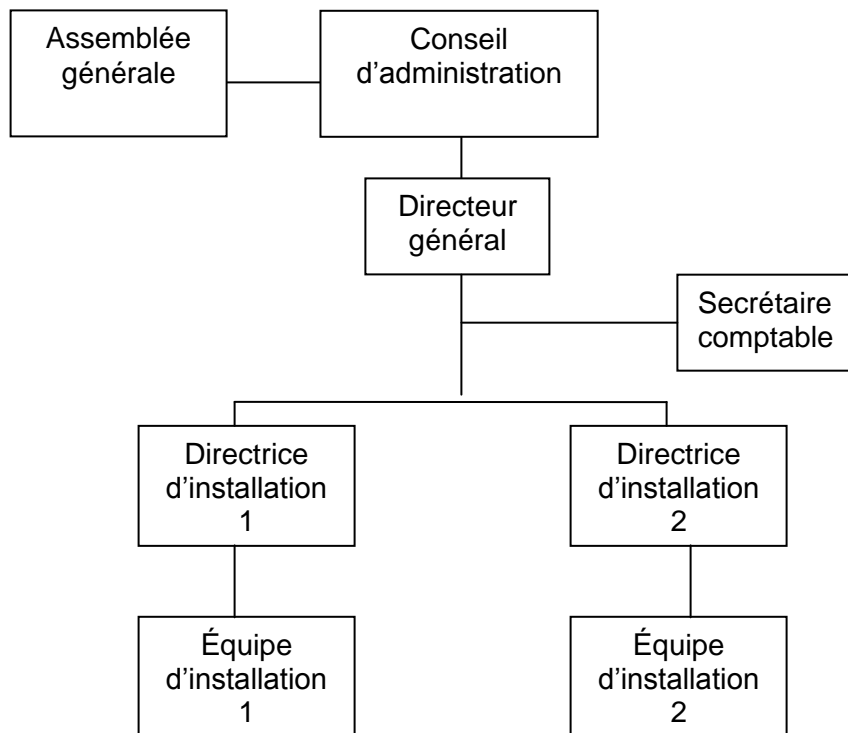 Assemblée
générale
Conseil
d’administration
Directeur
général
Secrétaire
comptable
Directrice
d’installation
1
Directrice
d’installation
2
Équipe
d’installation
1
Équipe
d’installation
2